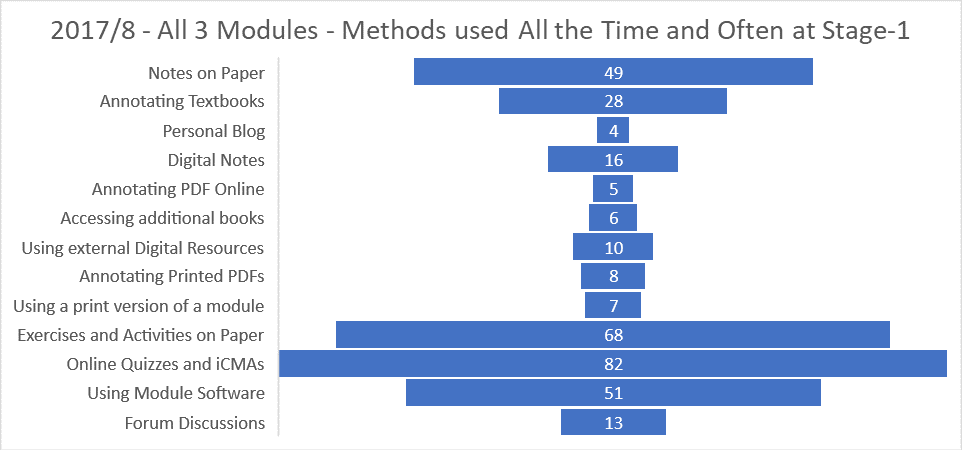 2017/8 - All 3 Modules - Methods used All the Time and Often at Stage-1
Notes on Paper 49
Annotating Textbooks 28
Personal Blog 4
Digital Notes 16
Annotating PDF Online 5
Accessing additional books 6
Using external Digital Resources 10
Annotating Printed PDFs 8
Using a print version of a module 7
Exercises and Activities on Paper 68
Online Quizzes and iCMAs 82
Using Module Software 51
Forum Discussions 13